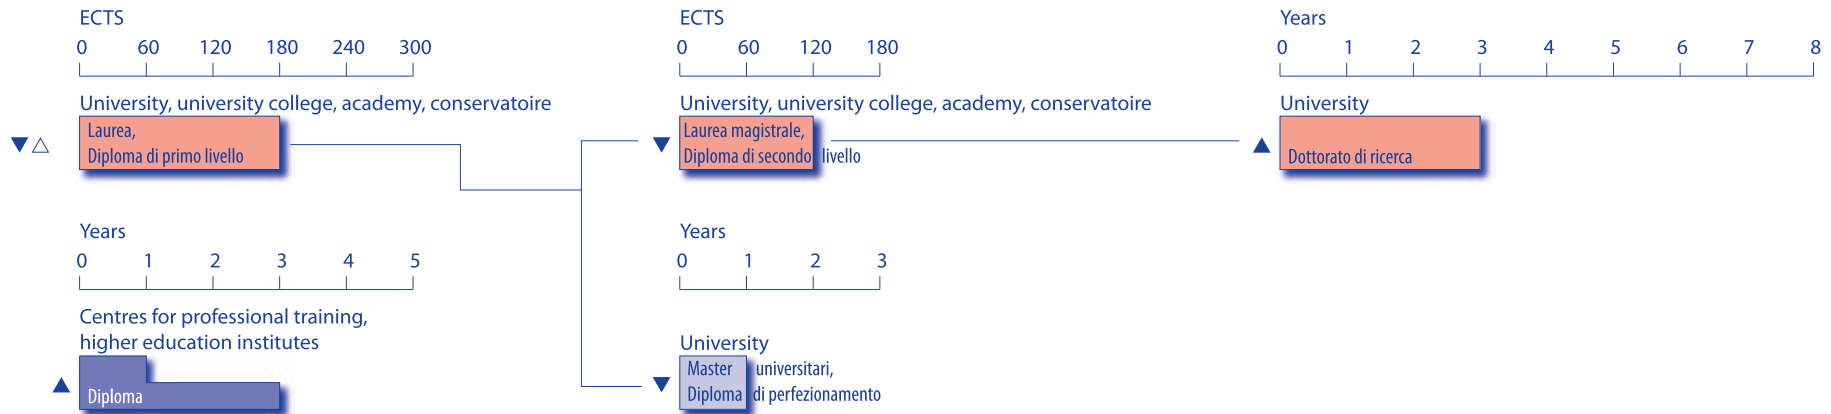 ECTS
0 60 120 180 240 300
University, university college, academy, conservatoire
Laurea,
Diploma di primo livello
Years
0 1 2 3 4 5
Centres for professional training,
higher education institutes
Diploma
ECTS
0 60 120 180
University, university college, academy, conservatoire
Laurea magistrale,
Diploma di secondo livello
Years
0 1 2 3
University
Master universitari,
Diploma di perfezionamento
Years
0 1 2 3 4 5 6 7 8
University
Dottorato di ricerca